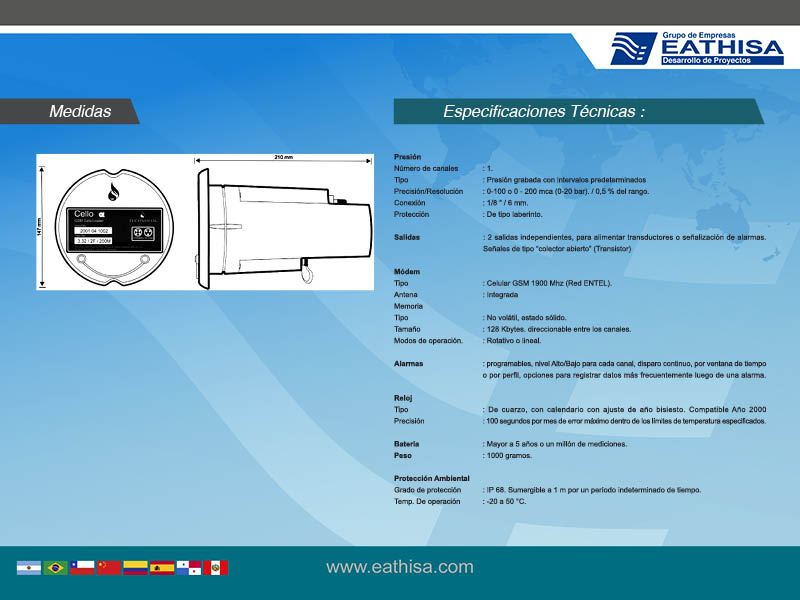 Grupo de Empresas
EATHISA
Desarrollo de Proyectos
Medidas
Especificaciones Técnicas :
210 mm
147 mm
Cello
GSM Data Logger
TECHNOLOG
2001 04 1002
3.32 / 2F / 200M
Presión
Número de canales : 1.
Tipo : Presión grabada con intervalos predeterminados
Precisión/Resolución : 0-100 o 0 - 200 mca (0-20 bar). / 0,5 % del rango.
Conexión : 1/8 " / 6 mm.
Protección : De tipo laberinto.
Salidas : 2 salidas independientes, para alimentar transductores o señalización de alarmas.
Señales de tipo "colector abierto" (Transistor)
Módem
Tipo : Celular GSM 1900 Mhz (Red ENTEL).
Antena : Integrada
Memoria
Tipo : No volátil, estado sólido.
Tamaño : 128 Kbytes, direccionable entre los canales.
Modos de operación. : Rotativo o lineal.
Alarmas : programables, nivel Alto/Bajo para cada canal, disparo continuo, por ventana de tiempo
o por perfil, opciones para registrar datos más frecuentemente luego de una alarma.
Reloj
Tipo : De cuarzo, con calendario con ajuste de año bisiesto. Compatible Año 2000
Precisión : 100 segundos por mes de error máximo dentro de los límites de temperatura especificados.
Batería : Mayor a 5 años o un millón de mediciones.
Peso : 1000 gramos.
Protección Ambiental
Grado de protección : IP 68. Sumergible a 1 m por un período indeterminado de tiempo.
Temp. De operación : -20 a 50 °C.
www.eathisa.com